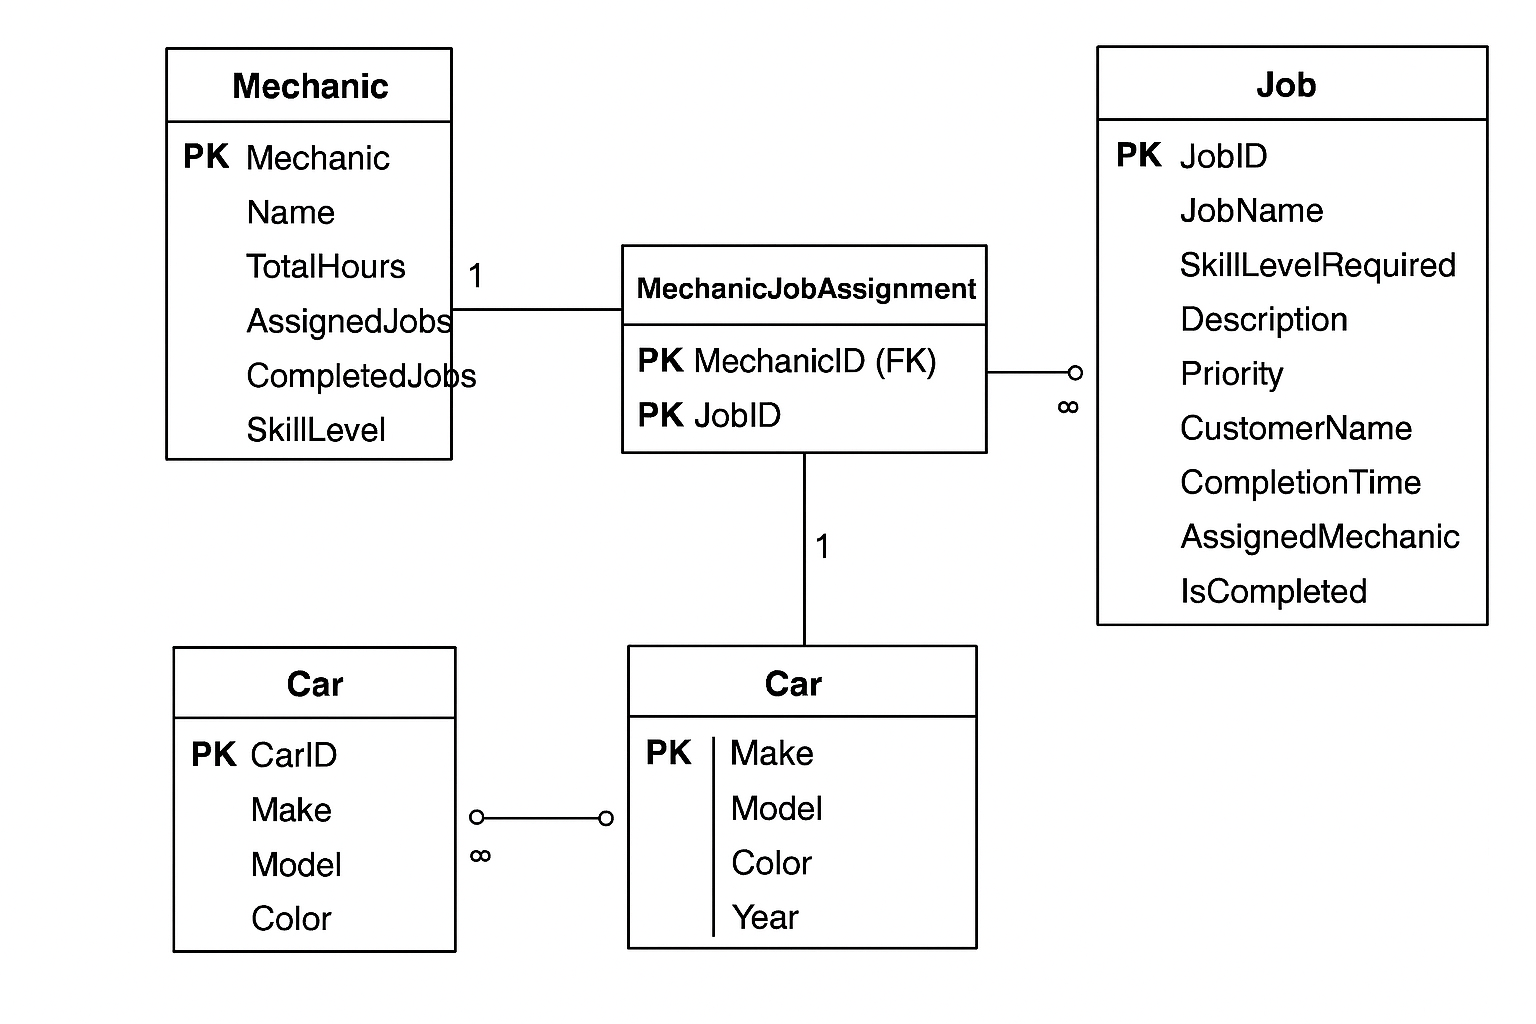 Mechanic
PK Mechanic
Name
TotalHours
AssignedJobs
CompletedJobs
SkillLevel
1
MechanicJobAssignment
PK MechanicID (FK)
PK JobID
∞
Job
PK JobID
JobName
SkillLevelRequired
Description
Priority
CustomerName
CompletionTime
AssignedMechanic
IsCompleted
1
Car
PK CarID
Make
Model
Color
∞
Car
PK Make
Model
Color
Year